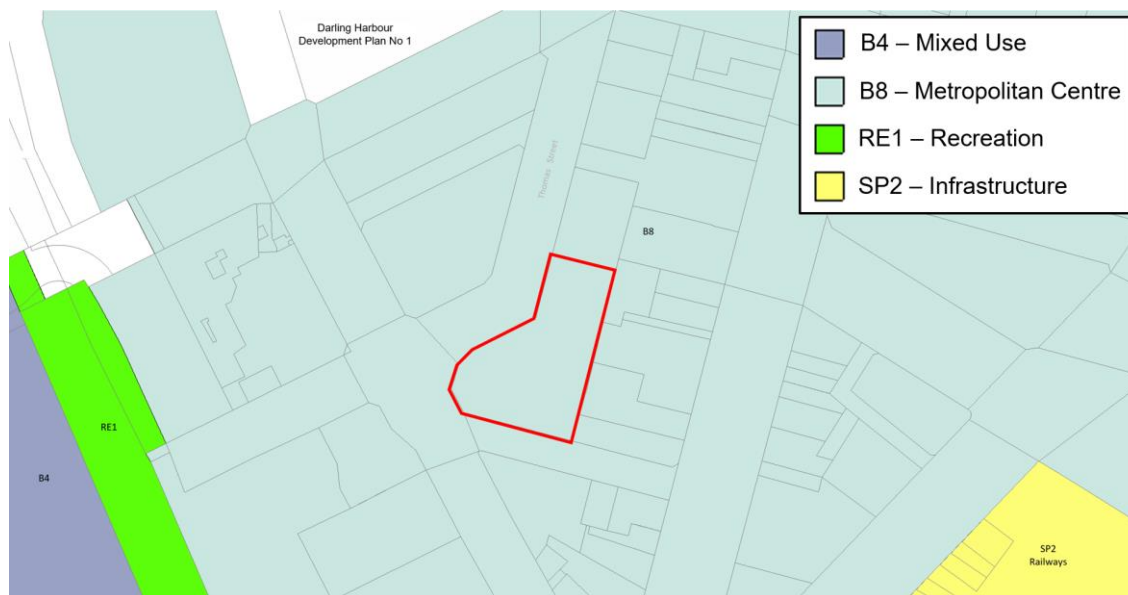 Darling Harbour
Development Plan No 1
B4 – Mixed Use
B8 – Metropolitan Centre
RE1 – Recreation
SP2 – Infrastructure
Thomas Street
B8
RE1
B4
SP2
Railways